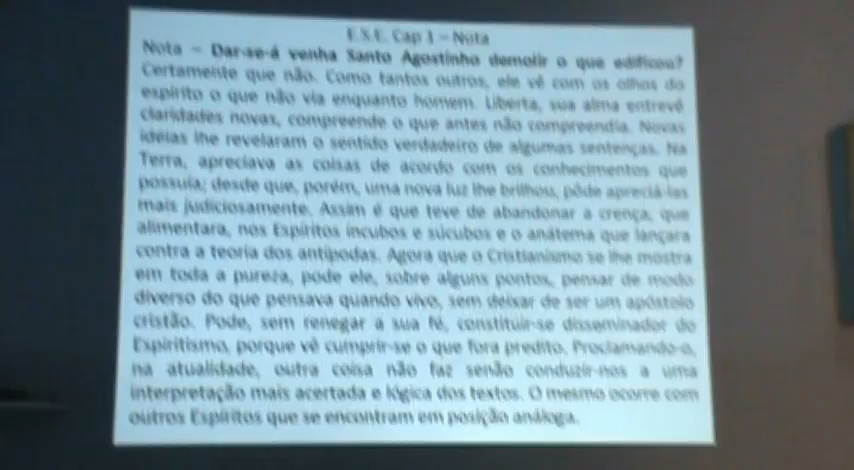 E.S.E. Cap 1 – Nota
Nota – Dar-se-á venha Santo Agostinho demolir o que edificou?
Certamente que não. Como tantos outros, ele vê com os olhos do
espírito o que não via enquanto homem. Liberta, sua alma entrevê
claridades novas, compreende o que antes não compreendia. Novas
idéias lhe revelaram o sentido verdadeiro de algumas sentenças. Na
Terra, apreciava as coisas de acordo com os conhecimentos que
possuía; desde que, porém, uma nova luz lhe brilhou, pôde apreciá-las
mais judiciosamente. Assim é que teve de abandonar a crença, que
alimentara, nos Espíritos íncubos e súcubos e o anátema que lançara
contra a teoria dos antípodas. Agora que o Cristianismo se lhe mostra
em toda a pureza, pode ele, sobre alguns pontos, pensar de modo
diverso do que pensava quando vivo, sem deixar de ser um apóstolo
cristão. Pode, sem renegar a sua fé, constituir-se disseminador do
Espiritismo, porque vê cumprir-se o que fora predito. Proclamando-o,
na atualidade, outra coisa não faz senão conduzir-nos a uma
interpretação mais acertada e lógica dos textos. O mesmo ocorre com
outros Espíritos que se encontram em posição análoga.